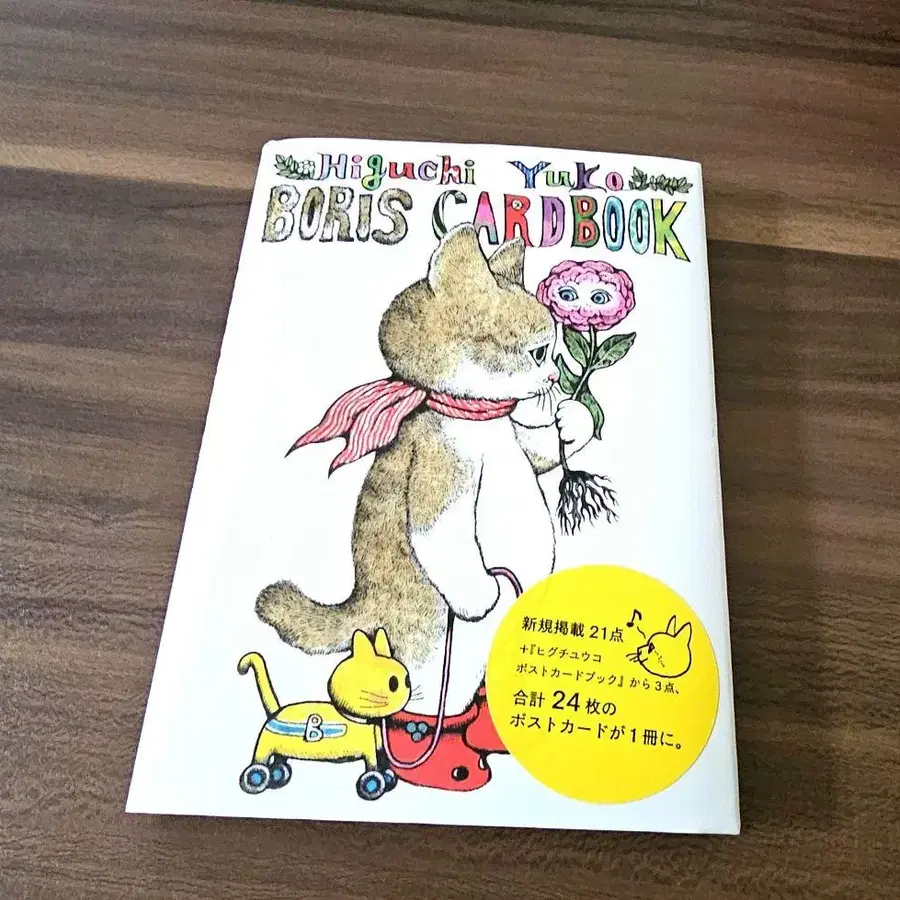 Higuchi Yuko
BORIS CARDBOOK
新規掲載21点
+『ヒグチユウコ
ポストカードブック』から3点、
合計24枚の
ポストカードが1冊に。
B